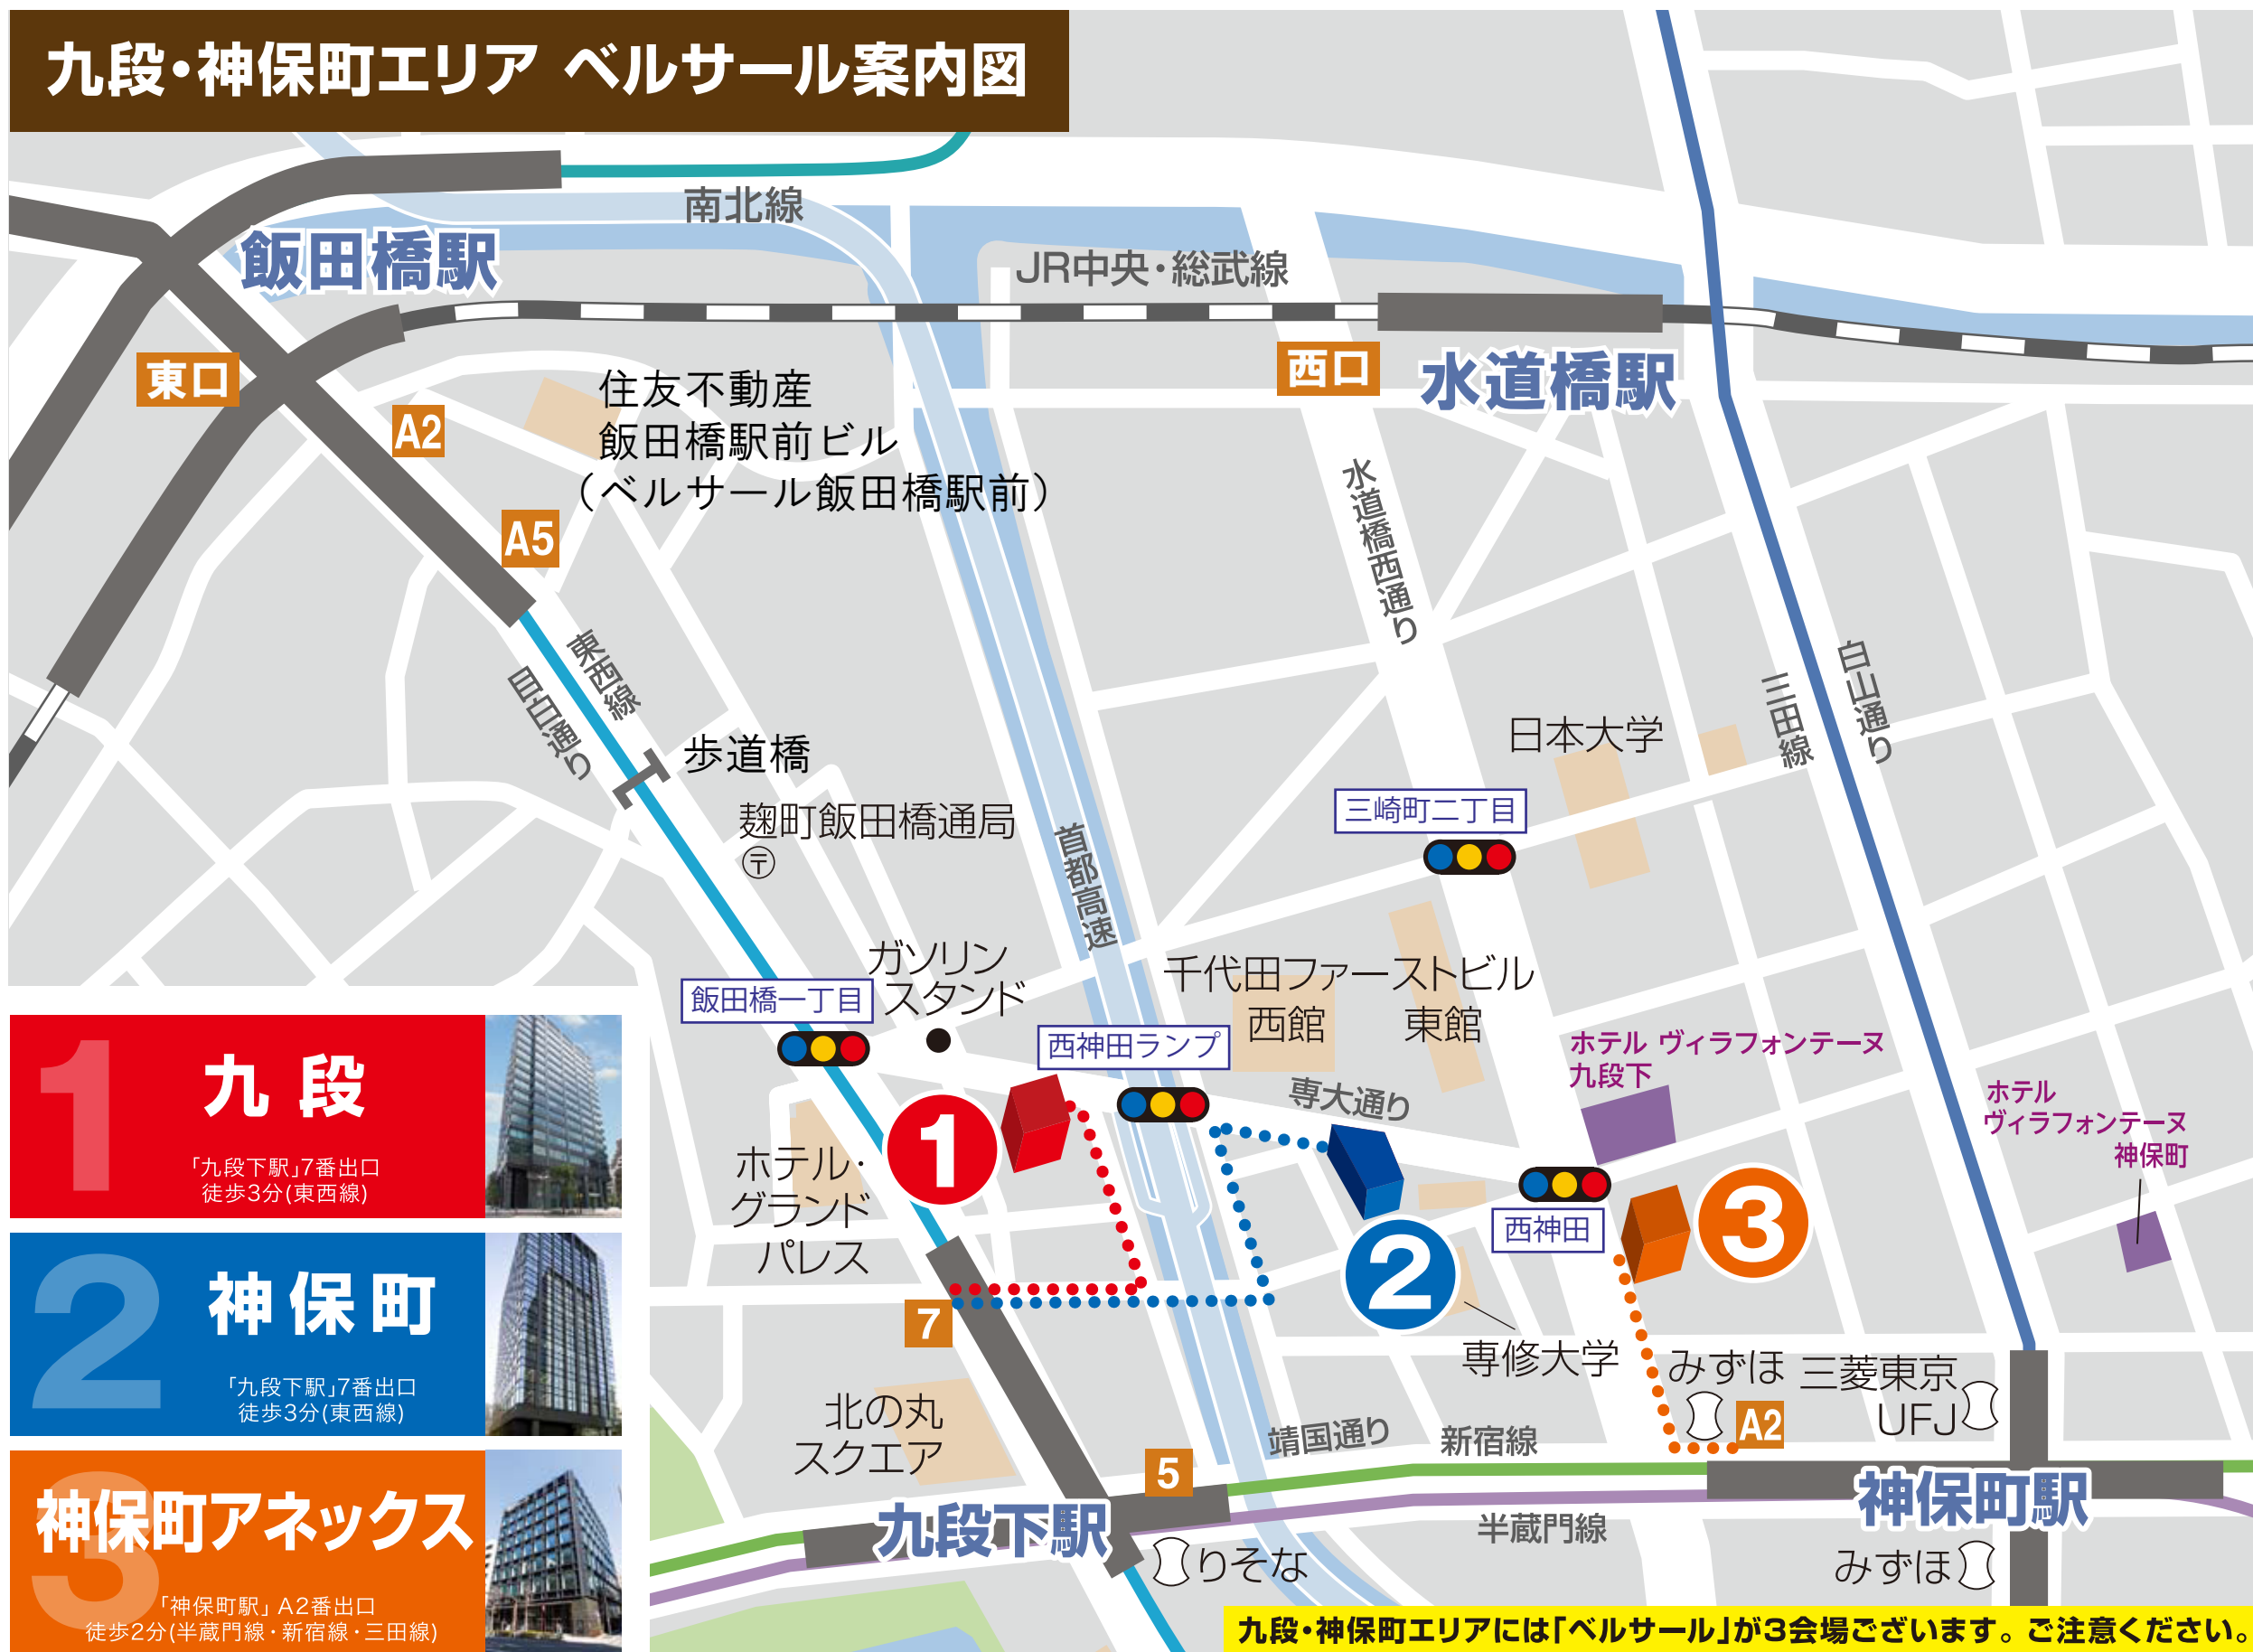 九段・神保町エリア ベルサール案内図
南北線
飯田橋駅
JR中央・総武線
東口
西口
水道橋駅
A2
住友不動産
飯田橋駅前ビル
（ベルサール飯田橋駅前）
A5
水道橋西通り
東西線
目白通り
三田線
白山通り
歩道橋
日本大学
三崎町二丁目
麹町飯田橋通局
〒
首都高速
ガソリン
スタンド
飯田橋一丁目
千代田ファーストビル
西館
東館
西神田ランプ
専大通り
ホテル ヴィラフォンテーヌ
九段下
ホテル
ヴィラフォンテーヌ
神保町
1
ホテル・
グランド
パレス
2
西神田
3
7
専修大学
みずほ
三菱東京
UFJ
A2
北の丸
スクエア
靖国通り
新宿線
5
九段下駅
神保町駅
半蔵門線
りそな
みずほ
1
九段
「九段下駅」7番出口
徒歩3分(東西線)
2
神保町
「九段下駅」7番出口
徒歩3分(東西線)
3
神保町アネックス
「神保町駅」A2番出口
徒歩2分(半蔵門線・新宿線・三田線)
九段・神保町エリアには「ベルサール」が3会場ございます。ご注意ください。